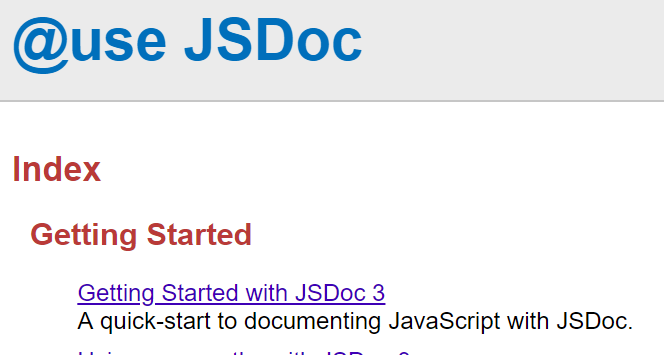 @use JSDoc
Index
Getting Started
Getting Started with JSDoc 3
A quick-start to documenting JavaScript with JSDoc.